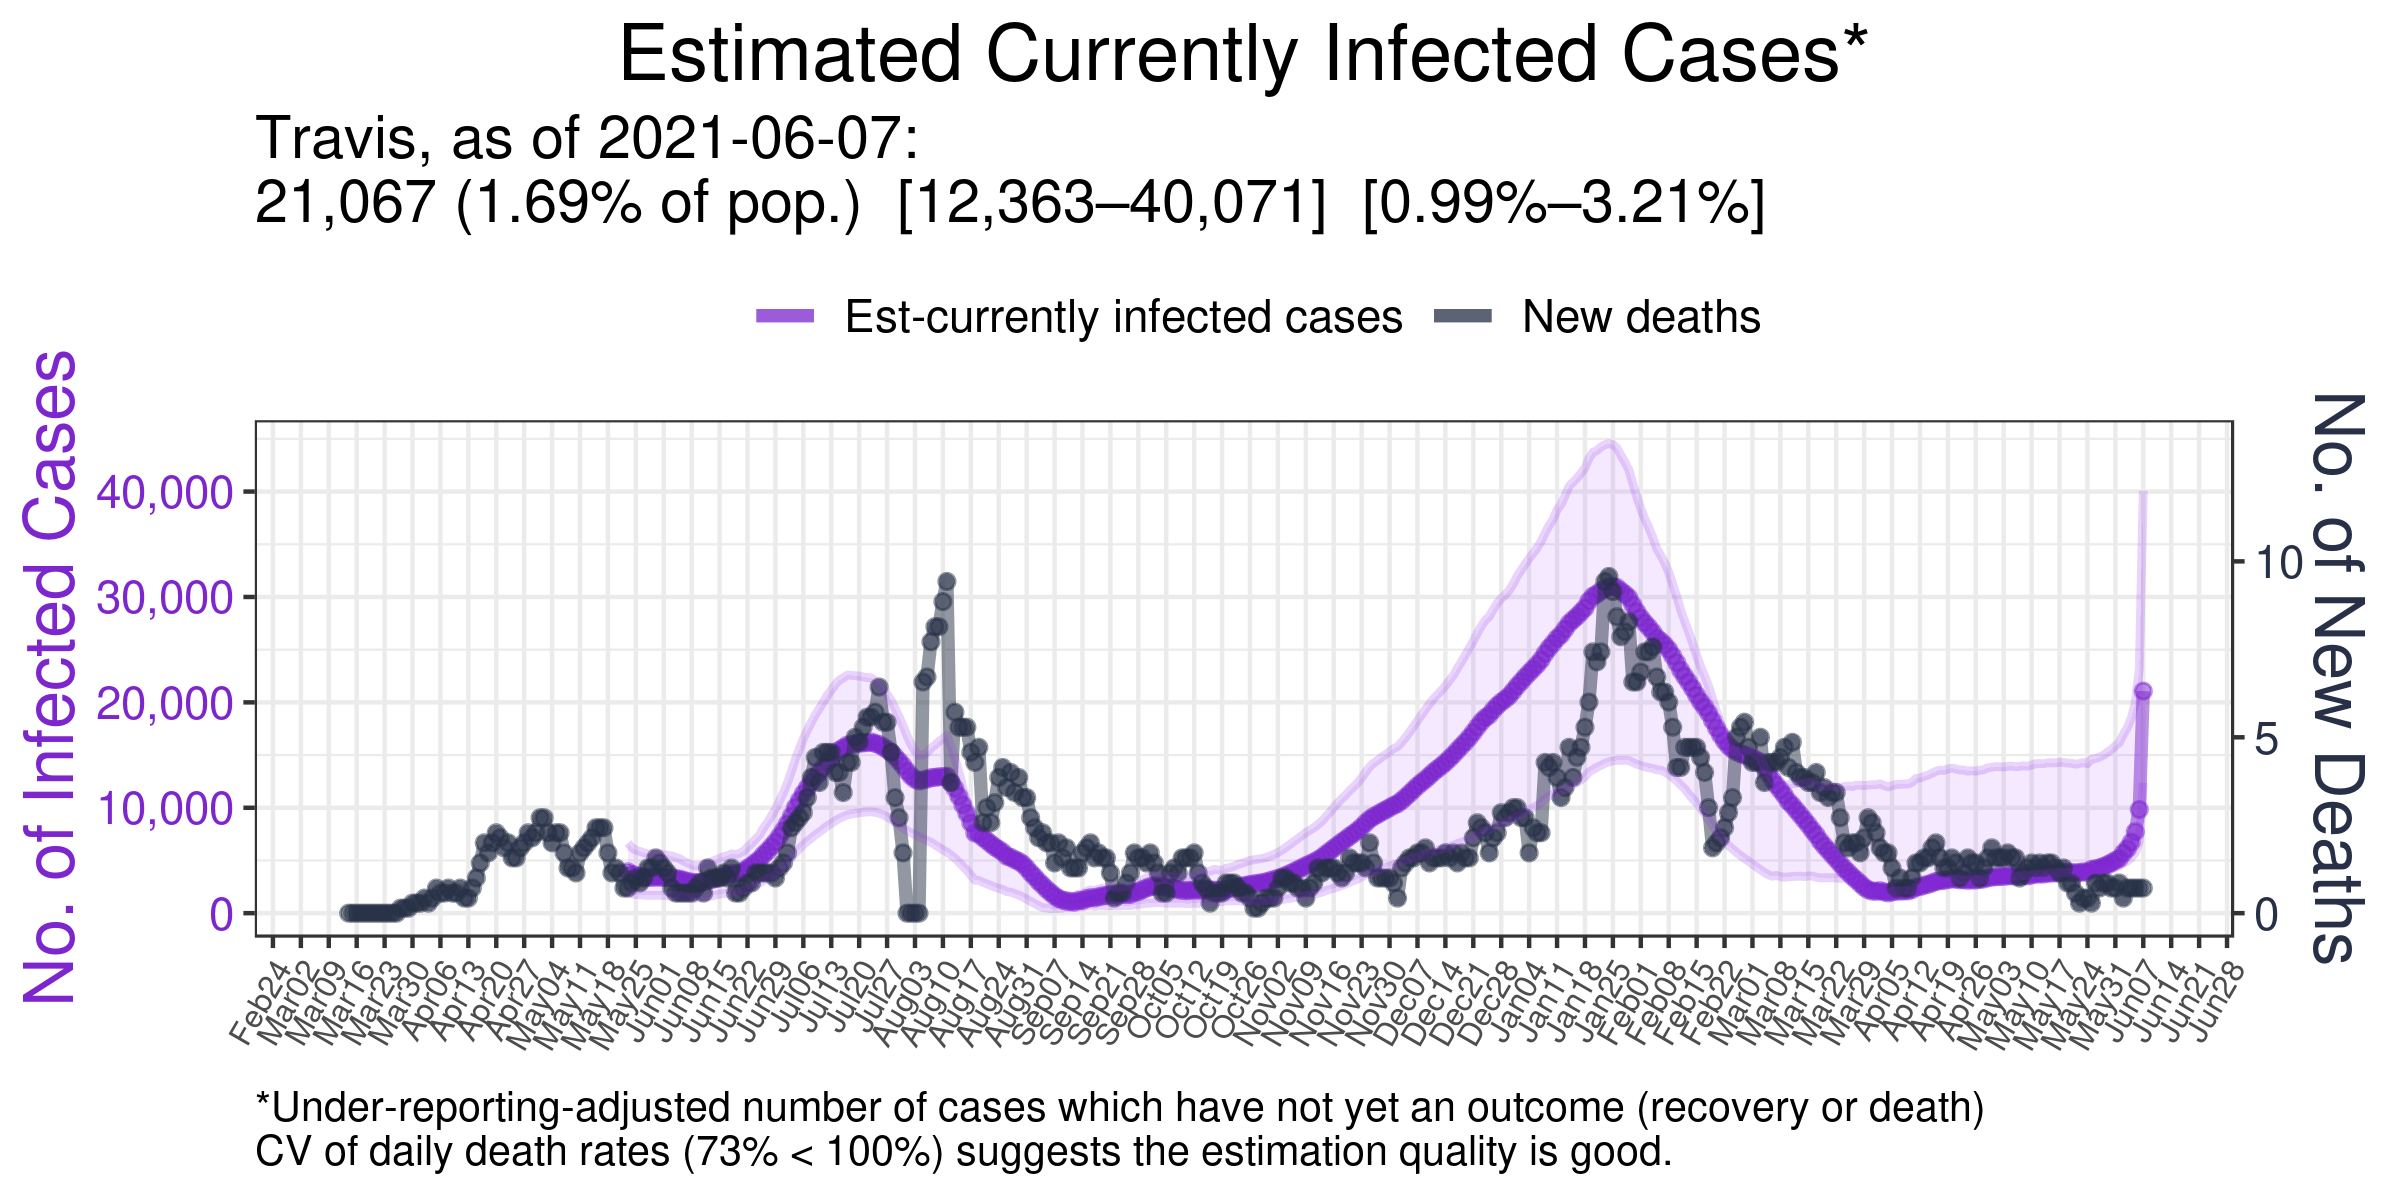 Estimated Currently Infected Cases*
Travis, as of 2021-06-07:
21,067 (1.69% of pop.) [12,363–40,071] [0.99%–3.21%]
Est-currently infected cases
New deaths
No. of Infected Cases
40,000
30,000
20,000
10,000
0
No. of New Deaths
10
5
0
Feb24
Mar02
Mar09
Mar16
Mar23
Mar30
Apr06
Apr13
Apr20
Apr27
May04
May11
May18
May25
Jun01
Jun08
Jun15
Jun22
Jun29
Jul06
Jul13
Jul20
Jul27
Aug03
Aug10
Aug17
Aug24
Aug31
Sep07
Sep14
Sep21
Sep28
Oct05
Oct12
Oct19
Oct26
Nov02
Nov09
Nov16
Nov23
Nov30
Dec07
Dec14
Dec21
Dec28
Jan04
Jan11
Jan18
Jan25
Feb01
Feb08
Feb15
Feb22
Mar01
Mar08
Mar15
Mar22
Mar29
Apr05
Apr12
Apr19
Apr26
May03
May10
May17
May24
May31
Jun07
Jun14
Jun21
Jun28
*Under-reporting-adjusted number of cases which have not yet an outcome (recovery or death)
CV of daily death rates (73% < 100%) suggests the estimation quality is good.